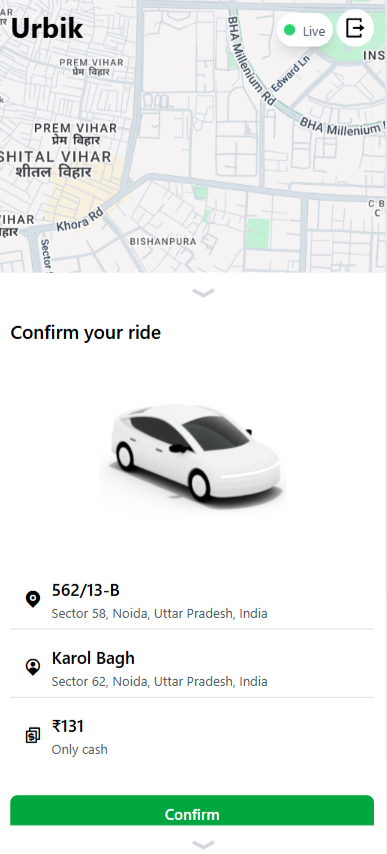 AR
Urbik
Live
INS
BHA Millenium Rd
Edward Ln
BHA Millenium
PREM VIHAR
प्रेम विहार
PREM VIHAR
प्रेम विहार
SHITAL VIHAR
शीतल विहार
VIHAR
हार
Khora Rd
Sector
BISHANPURA
C B
C
Confirm your ride
562/13-B
Sector 58, Noida, Uttar Pradesh, India
Karol Bagh
Sector 62, Noida, Uttar Pradesh, India
₹131
Only cash
Confirm